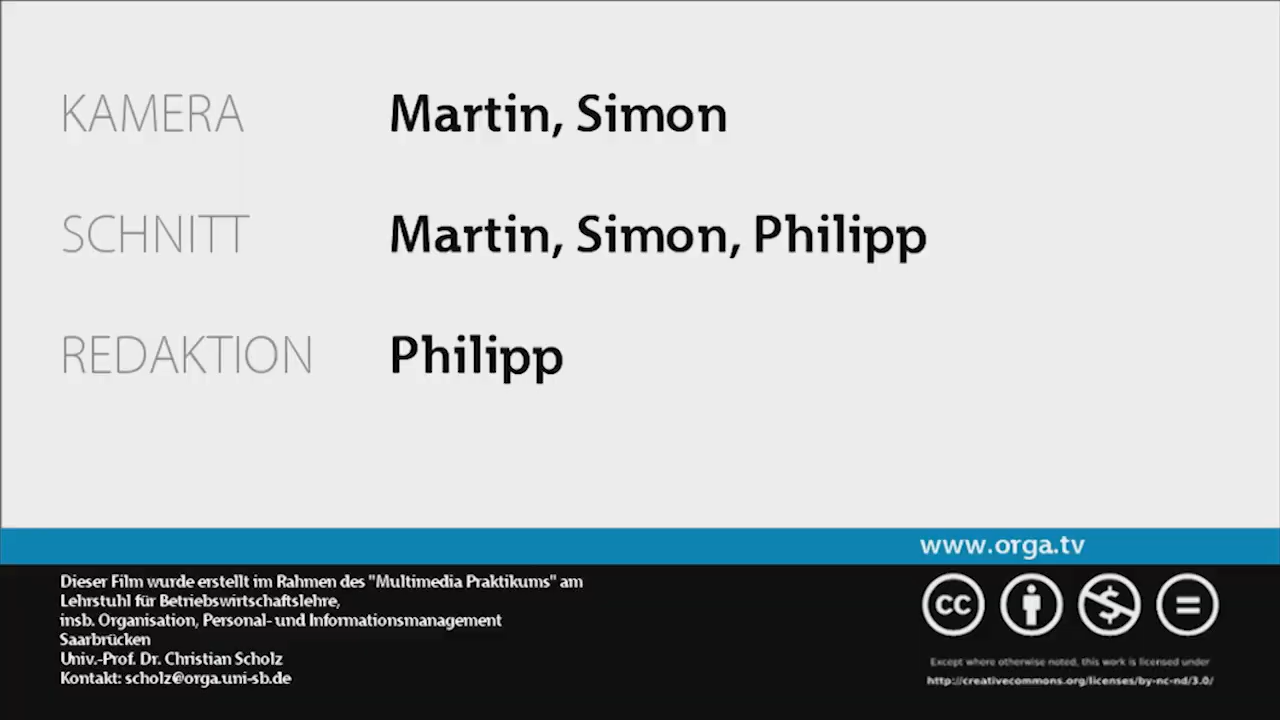 KAMERA Martin, Simon
SCHNITT Martin, Simon, Philipp
REDAKTION Philipp
www.orga.tv
Dieser Film wurde erstellt im Rahmen des "Multimedia Praktikums" am
Lehrstuhl für Betriebswirtschaftslehre,
insb. Organisation, Personal- und Informationsmanagement
Saarbrücken
Univ.-Prof. Dr. Christian Scholz
Kontakt: scholz@orga.uni-sb.de
cc
Except where otherwise noted, this work is licensed under
http://creativecommons.org/licenses/by-nc-nd/3.0/